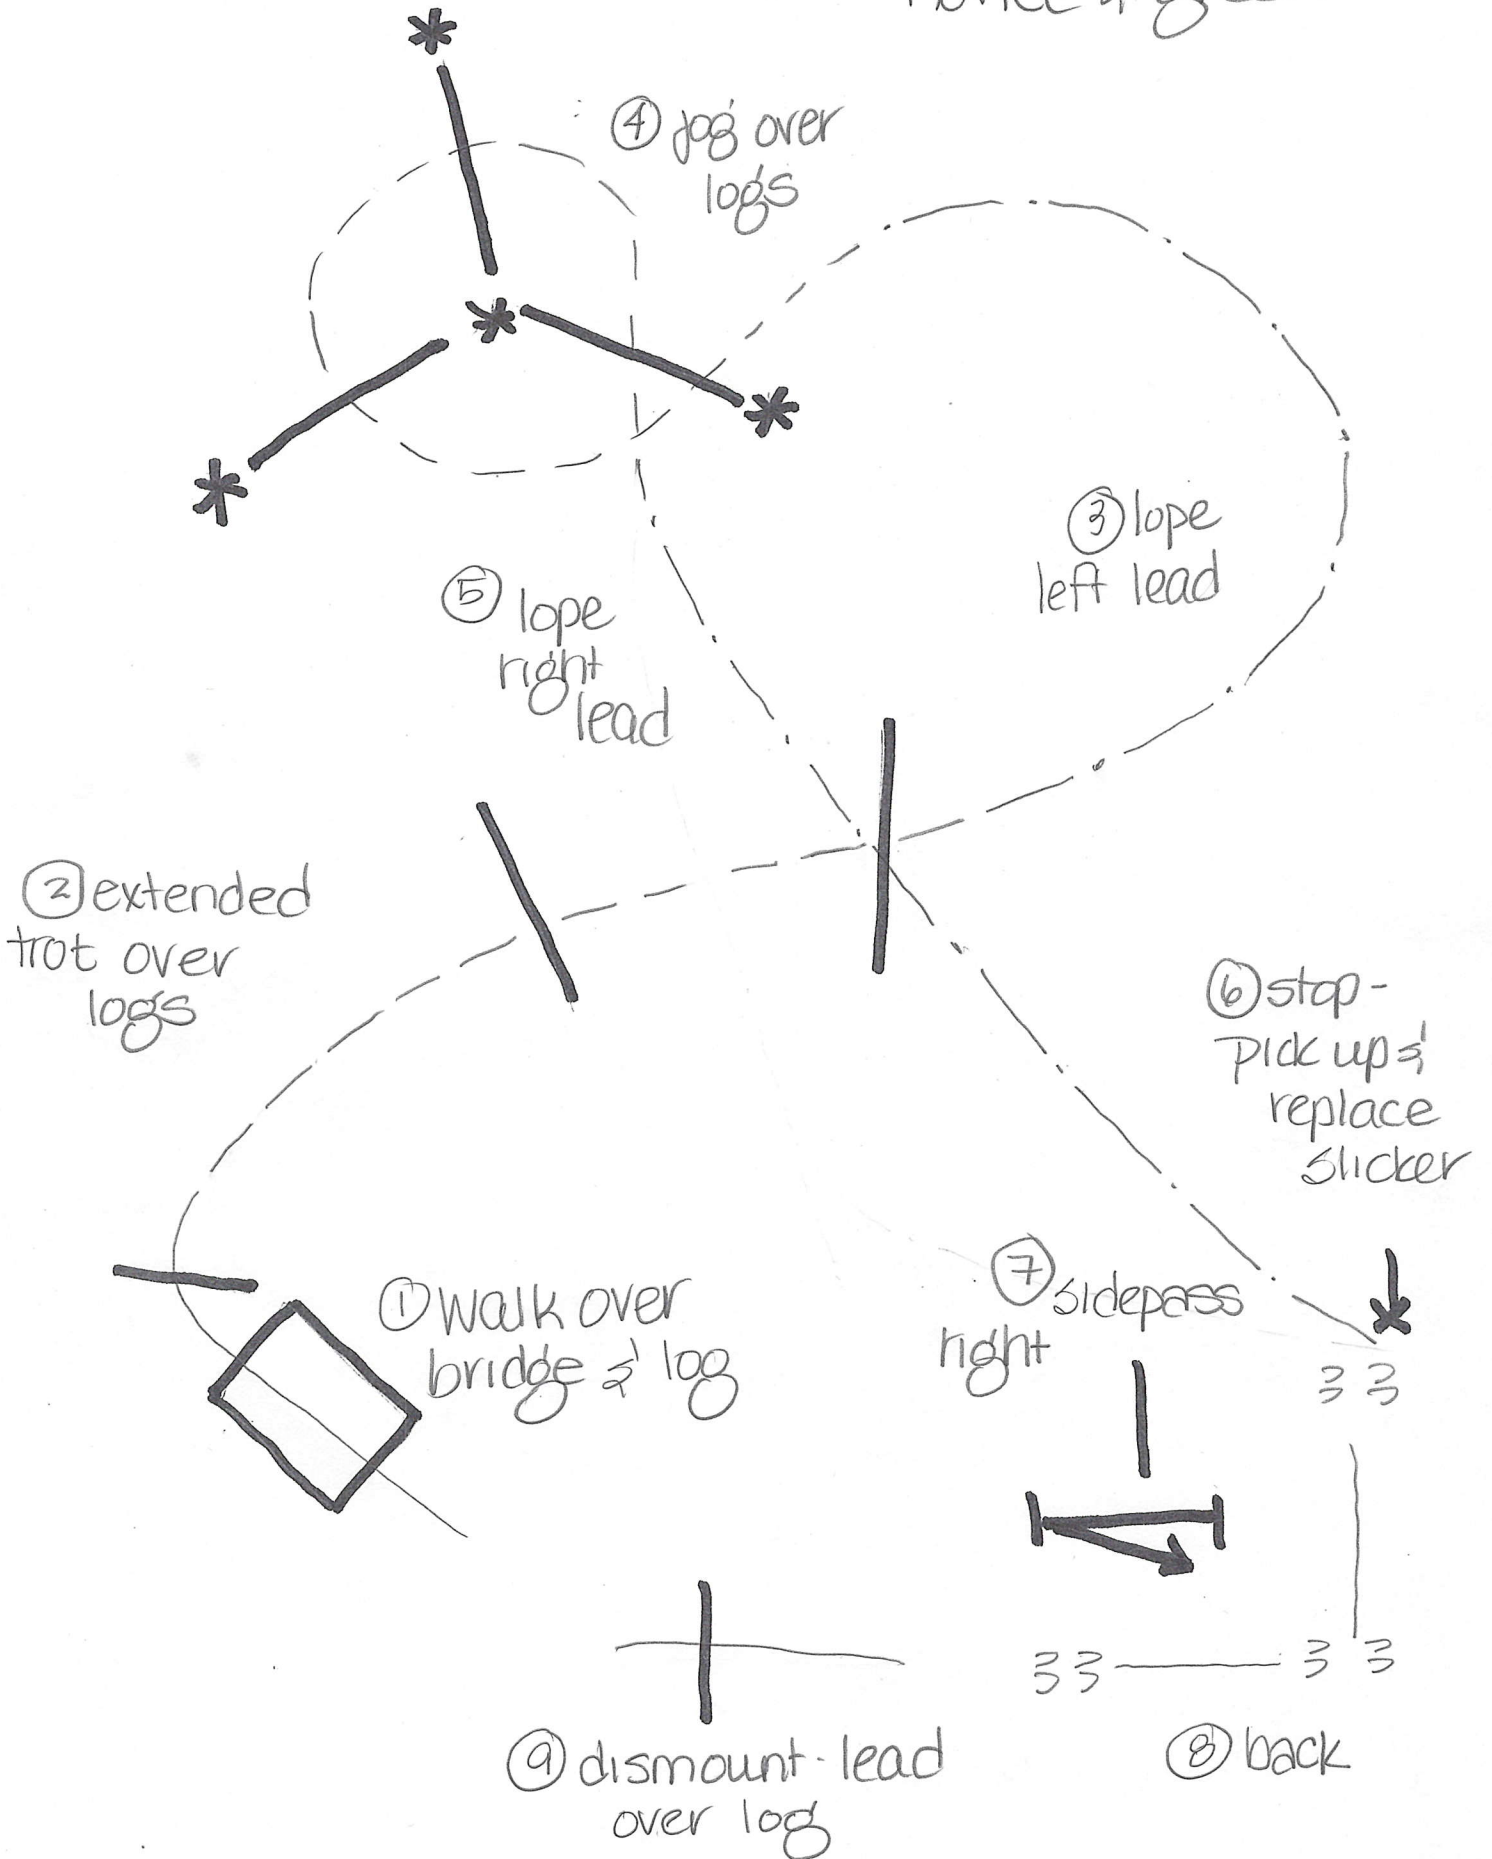 ④ jog over
logs
③ lope
left lead
⑤ lope
right
lead
② extended
trot over
logs
⑥ stop-
pick up &
replace
slicker
① walk over
bridge & log
⑦ sidepass
right
⑨ dismount-lead
over log
⑧ back